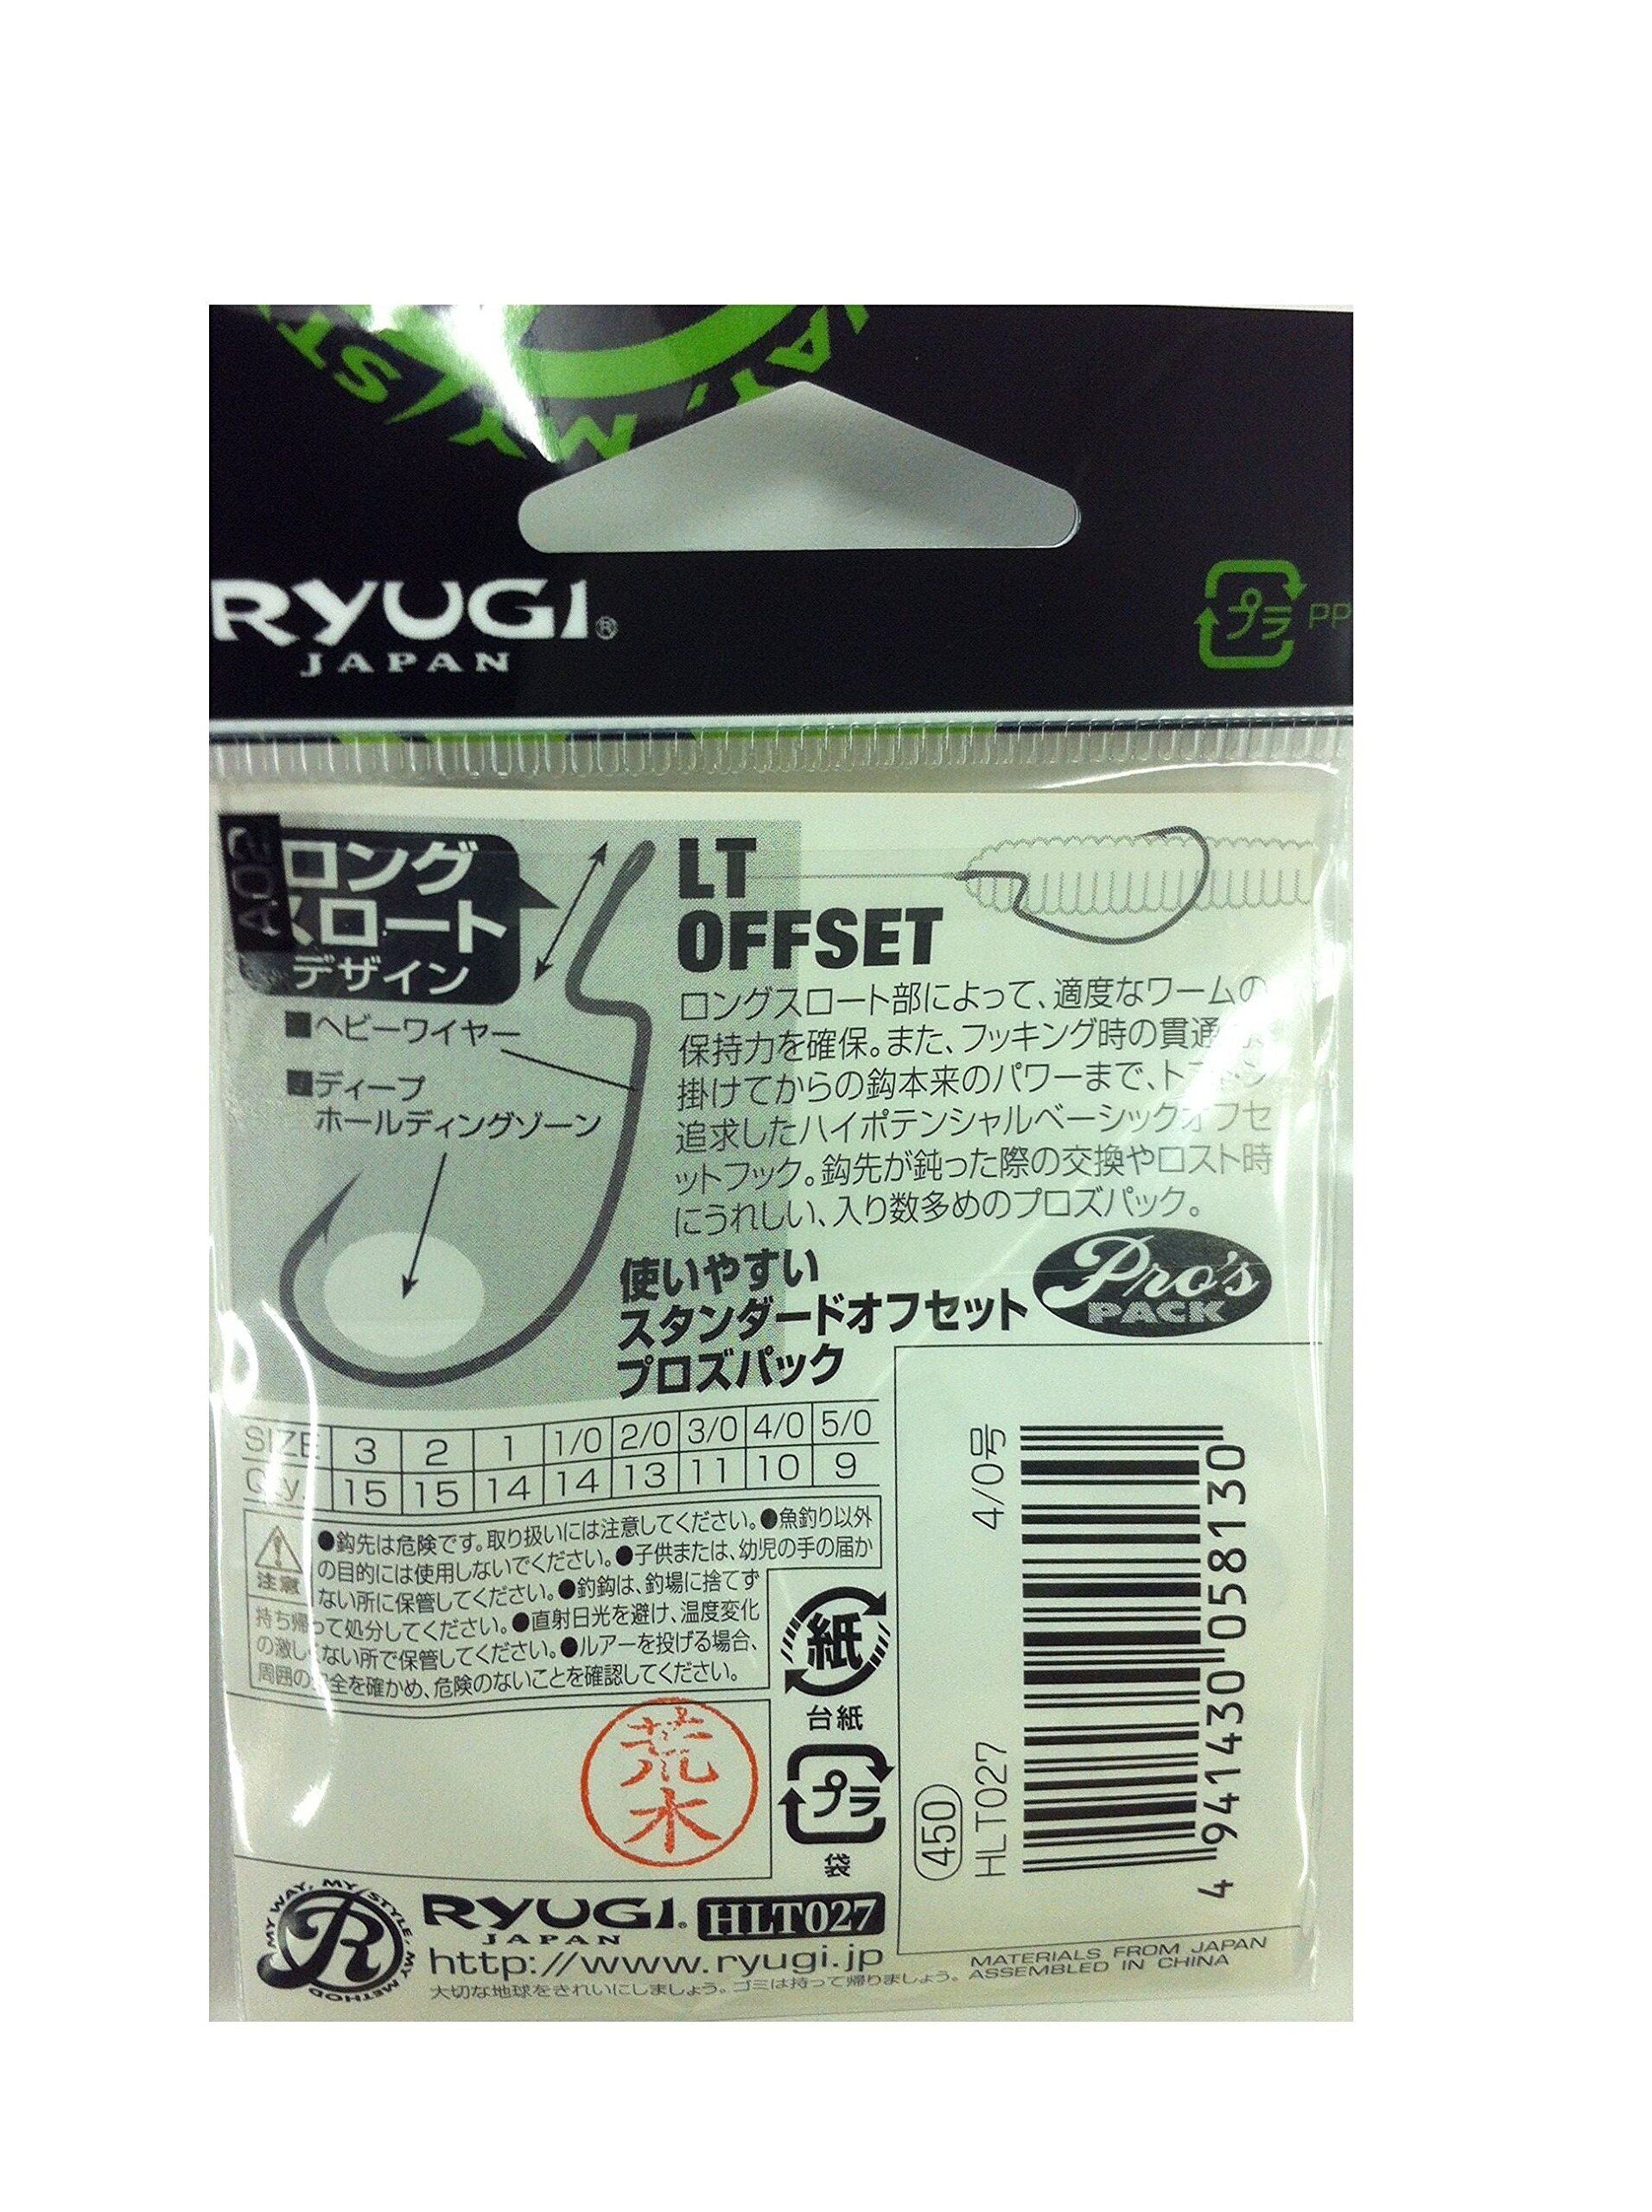 MY WAY, MY STY
RYUGI®
JAPAN
プラ PP
A02
ロング
スロート
デザイン
■ヘビーワイヤー
■ディープ
ホールディングゾーン
LT
OFFSET
ロングスロート部によって、適度なワームの
保持力を確保。また、フッキング時の貫通
掛けてからの鈎本来のパワーまで、
追求したハイポテンシャルベーシックオフセ
ットフック。鈎先が鈍った際の交換やロスト時
にうれしい、入り数多めのプロズパック。
使いやすい
スタンダードオフセット
プロズパック
Pro's
PACK
SIZE 3 2 1 1/0 2/0 3/0 4/0 5/0
Qty. 15 15 14 14 13 11 10 9
注意
●鈎先は危険です。取り扱いには注意してください。●魚釣り以外
の目的には使用しないでください。●子供または、幼児の手の届か
ない所に保管してください。●釣鈎は、釣場に捨てず
持ち帰って処分してください。●直射日光を避け、温度変化
の激しくない所で保管してください。●ルアーを投げる場合、
周囲の安全を確かめ、危険のないことを確認してください。
紙
台紙
プラ
袋
荒木
4/0号
HLT027
450
4 941430 058130
MY WAY, MY STYLE, MY METHOD
R
RYUGI®
JAPAN
HLT027
http://www.ryugi.jp
大切な地球をきれいにしましょう。ゴミは持って帰りましょう。
MATERIALS FROM JAPAN
ASSEMBLED IN CHINA